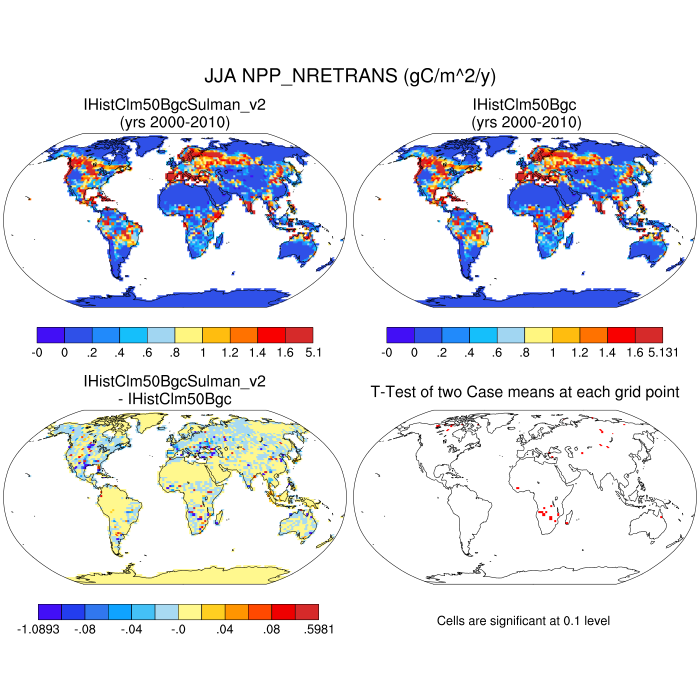 JJA NPP_NRETRANS (gC/m^2/y)
IHistClm50BgcSulman_v2
(yrs 2000-2010)
IHistClm50Bgc
(yrs 2000-2010)
-0 0 .2 .4 .6 .8 1 1.2 1.4 1.6 5.1
-0 0 .2 .4 .6 .8 1 1.2 1.4 1.6 5.131
IHistClm50BgcSulman_v2
- IHistClm50Bgc
T-Test of two Case means at each grid point
-1.0893 -.08 -.04 -.0 .04 .08 .5981
Cells are significant at 0.1 level